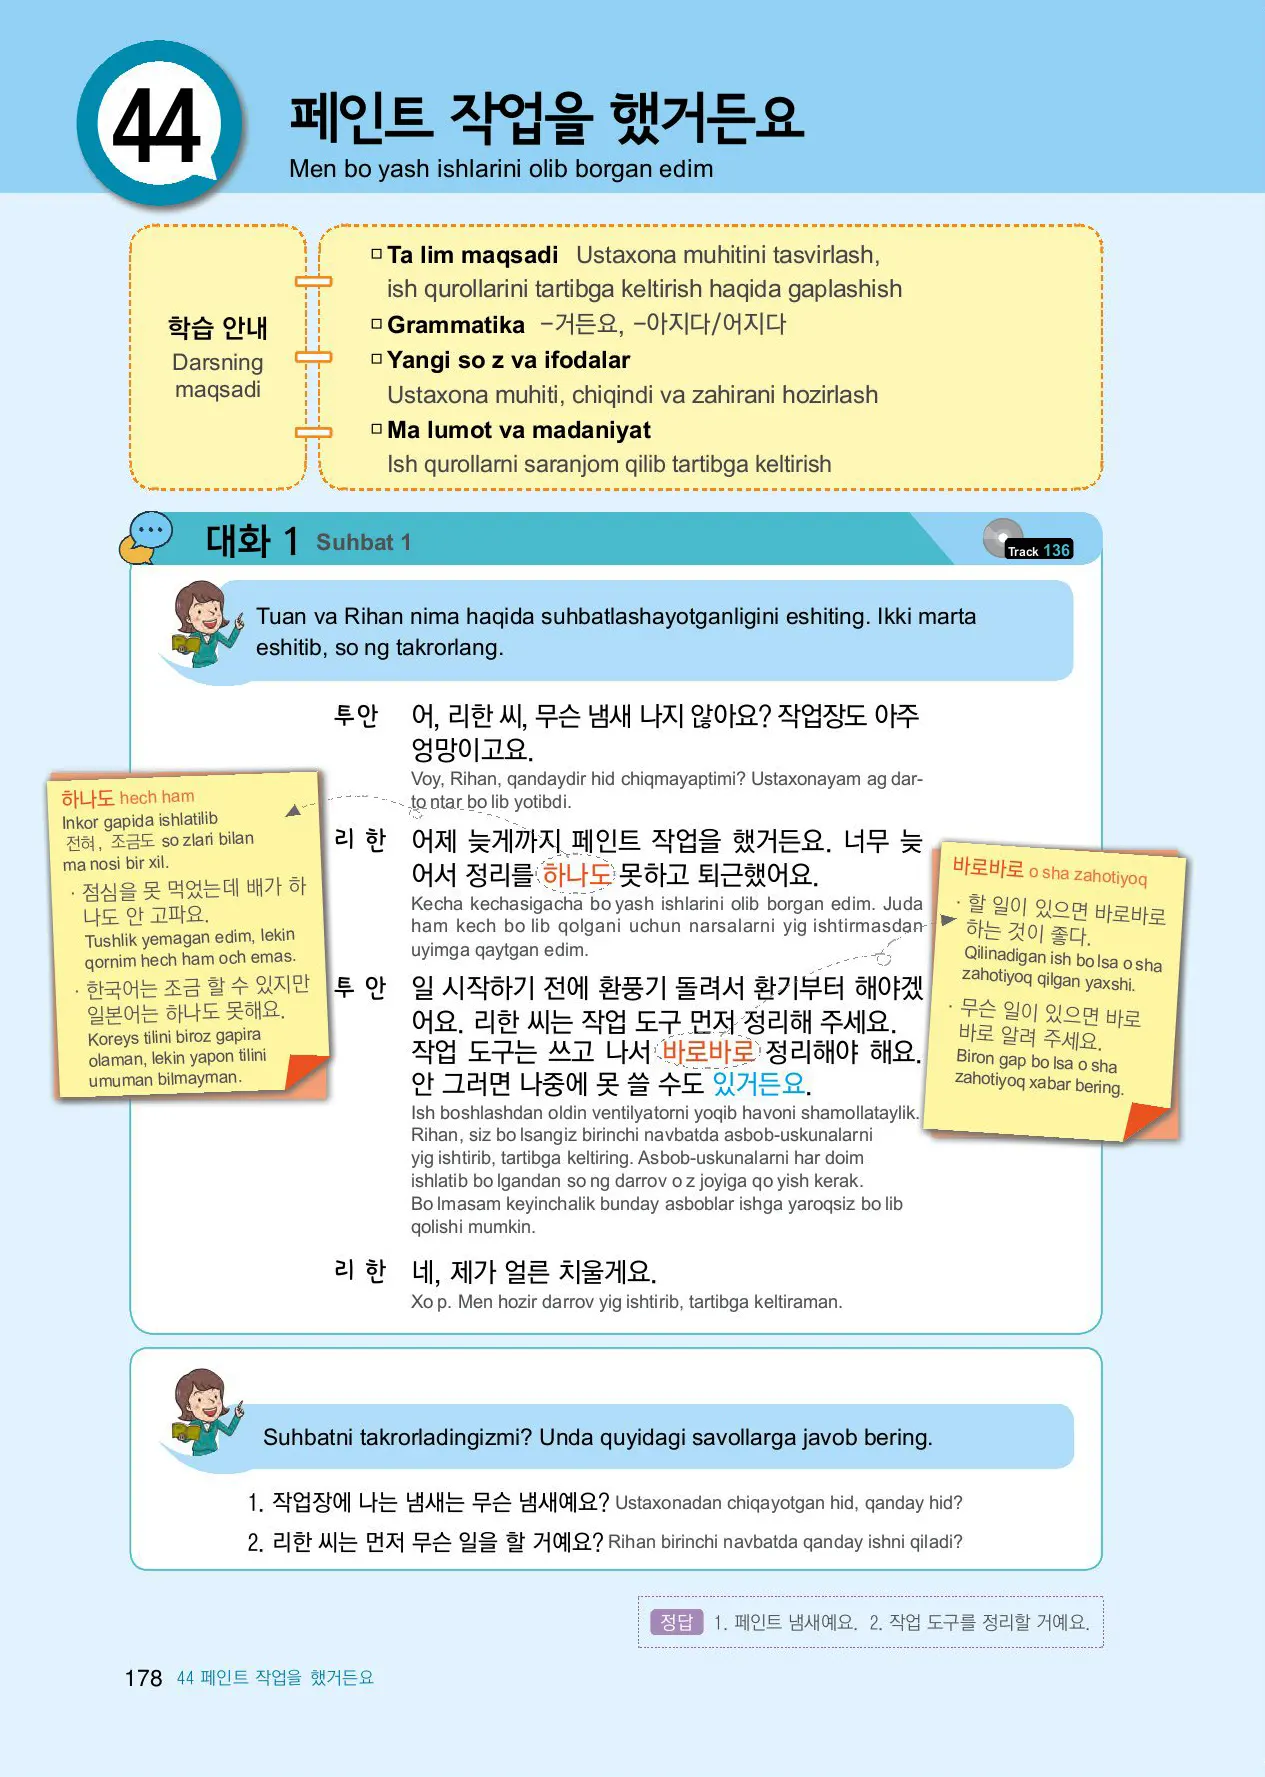 44
페인트 작업을 했거든요
Men bo yash ishlarini olib borgan edim
학습 안내
Darsning
maqsadi
Ta lim maqsadi Ustaxona muhitini tasvirlash,
ish qurollarini tartibga keltirish haqida gaplashish
Grammatika -거든요, -아지다/어지다
Yangi so z va ifodalar
Ustaxona muhiti, chiqindi va zahirani hozirlash
Ma lumot va madaniyat
Ish qurollarni saranjom qilib tartibga keltirish
대화 1 Suhbat 1
Track 136
Tuan va Rihan nima haqida suhbatlashayotganligini eshiting. Ikki marta
eshitib, so ng takrorlang.
투안 어, 리한 씨, 무슨 냄새 나지 않아요? 작업장도 아주
엉망이고요.
Voy, Rihan, qandaydir hid chiqmayaptimi? Ustaxonayam ag dar-
to ntar bo lib yotibdi.
리 한 어제 늦게까지 페인트 작업을 했거든요. 너무 늦
어서 정리를 하나도 못하고 퇴근했어요.
Kecha kechasigacha bo yash ishlarini olib borgan edim. Juda
ham kech bo lib qolgani uchun narsalarni yig ishtirmasdan
uyimga qaytgan edim.
투 안 일 시작하기 전에 환풍기 돌려서 환기부터 해야겠
어요. 리한 씨는 작업 도구 먼저 정리해 주세요.
작업 도구는 쓰고 나서 바로바로 정리해야 해요.
안 그러면 나중에 못 쓸 수도 있거든요.
Ish boshlashdan oldin ventilyatorni yoqib havoni shamollataylik.
Rihan, siz bo lsangiz birinchi navbatda asbob-uskunalarni
yig ishtirib, tartibga keltiring. Asbob-uskunalarni har doim
ishlatib bo lgandan so ng darrov o z joyiga qo yish kerak.
Bo lmasam keyinchalik bunday asboblar ishga yaroqsiz bo lib
qolishi mumkin.
리 한 네, 제가 얼른 치울게요.
Xo p. Men hozir darrov yig ishtirib, tartibga keltiraman.
하나도 hech ham
Inkor gapida ishlatilib
전혀, 조금도 so zlari bilan
ma nosi bir xil.
· 점심을 못 먹었는데 배가 하
나도 안 고파요.
Tushlik yemagan edim, lekin
qornim hech ham och emas.
· 한국어는 조금 할 수 있지만
일본어는 하나도 못해요.
Koreys tilini biroz gapira
olaman, lekin yapon tilini
umuman bilmayman.
바로바로 o sha zahotiyoq
· 할 일이 있으면 바로바로
하는 것이 좋다.
Qilinadigan ish bo lsa o sha
zahotiyoq qilgan yaxshi.
· 무슨 일이 있으면 바로
바로 알려 주세요.
Biron gap bo lsa o sha
zahotiyoq xabar bering.
Suhbatni takrorladingizmi? Unda quyidagi savollarga javob bering.
1. 작업장에 나는 냄새는 무슨 냄새예요? Ustaxonadan chiqayotgan hid, qanday hid?
2. 리한 씨는 먼저 무슨 일을 할 거예요? Rihan birinchi navbatda qanday ishni qiladi?
정답 1. 페인트 냄새예요. 2. 작업 도구를 정리할 거예요.
178 44 페인트 작업을 했거든요